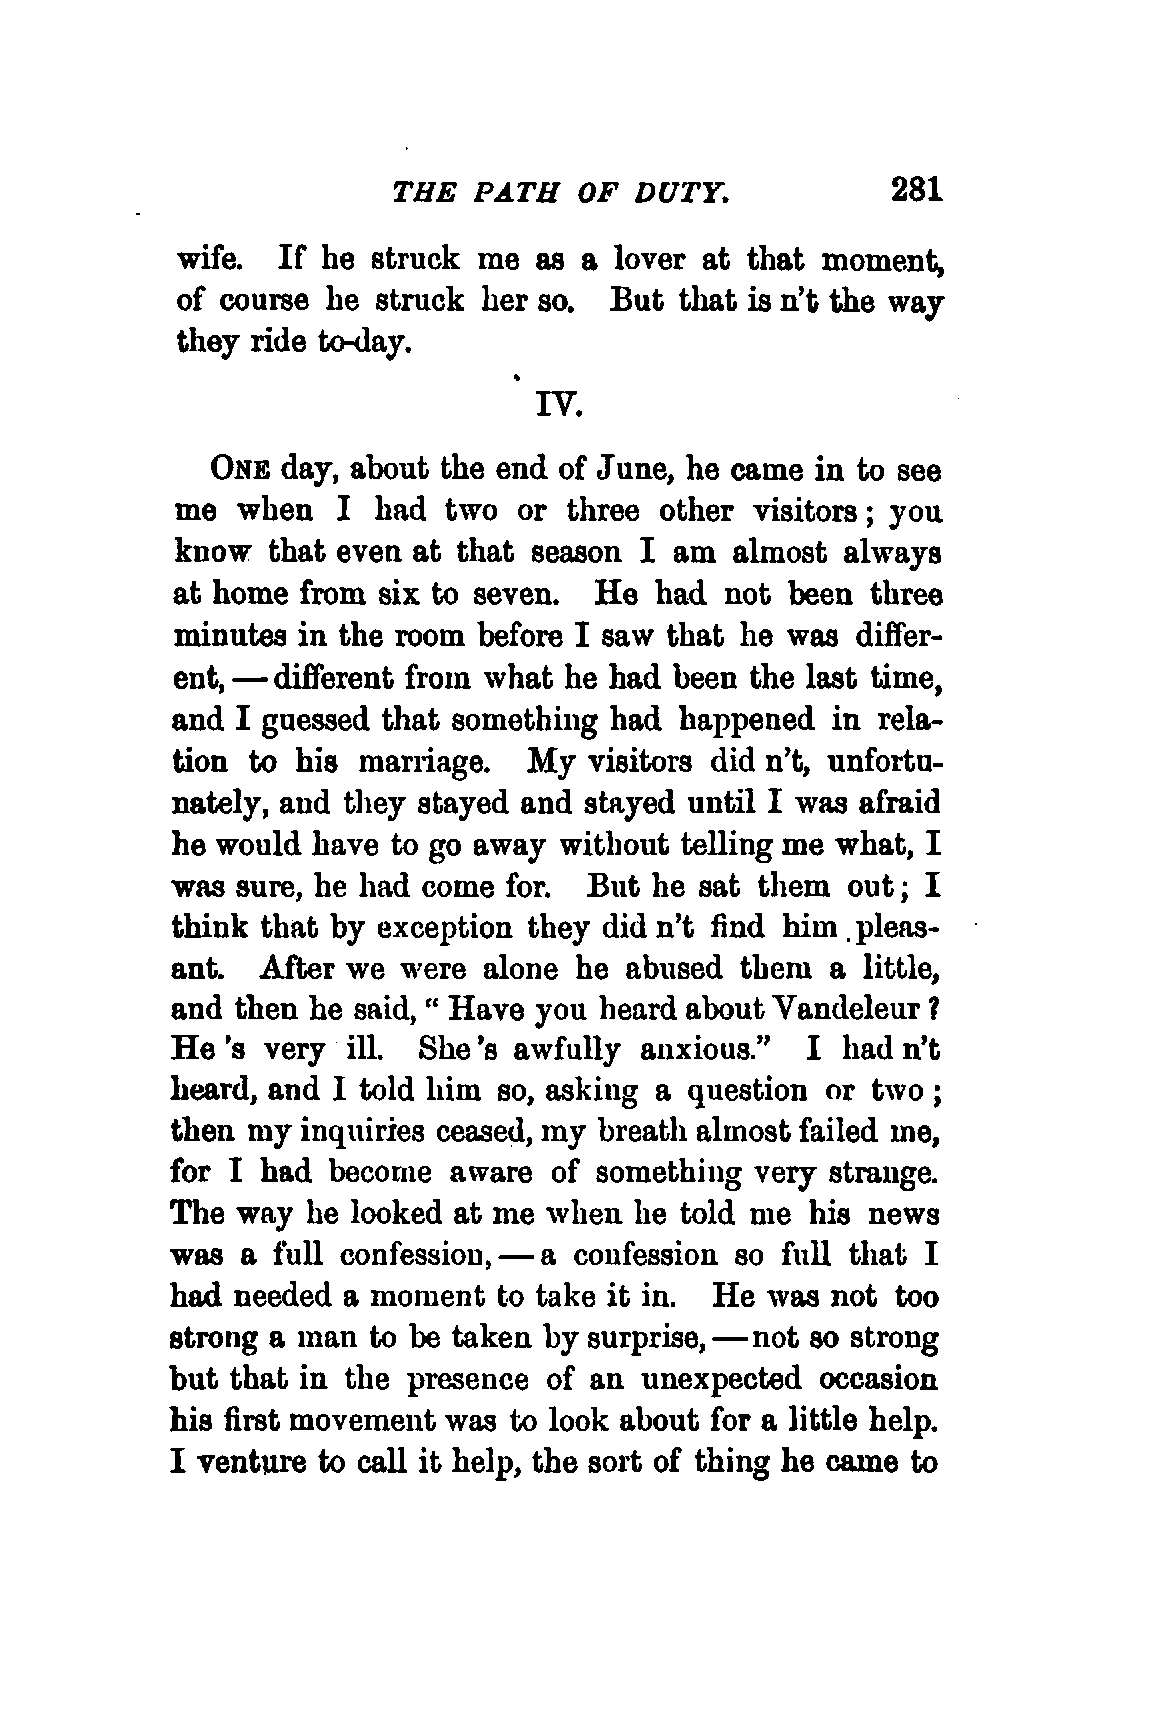 THE PATH OF DUTY. 281
wife. If he struck me as a lover at that moment,
of course he struck her so. But that is n't the way
they ride to-day.
IV.
ONE day, about the end of June, he came in to see
me when I had two or three other visitors; you
know that even at that season I am almost always
at home from six to seven. He had not been three
minutes in the room before I saw that he was differ-
ent, — different from what he had been the last time,
and I guessed that something had happened in rela-
tion to his marriage. My visitors did n't, unfortu-
nately, and they stayed and stayed until I was afraid
he would have to go away without telling me what, I
was sure, he had come for. But he sat them out; I
think that by exception they did n't find him pleas-
ant. After we were alone he abused them a little,
and then he said, “ Have you heard about Vandeleur ?
He 's very ill. She 's awfully anxious.” I had n't
heard, and I told him so, asking a question or two ;
then my inquiries ceased, my breath almost failed me,
for I had become aware of something very strange.
The way he looked at me when he told me his news
was a full confession, — a confession so full that I
had needed a moment to take it in. He was not too
strong a man to be taken by surprise, — not so strong
but that in the presence of an unexpected occasion
his first movement was to look about for a little help.
I venture to call it help, the sort of thing he came to